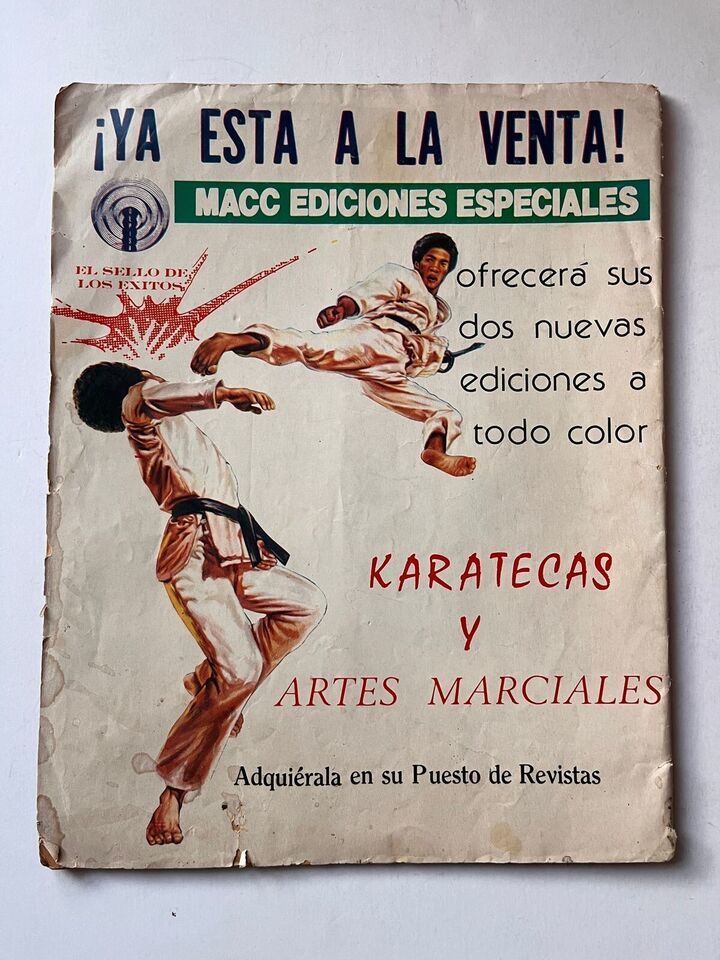 ¡YA ESTA A LA VENTA!
MACC EDICIONES ESPECIALES
EL SELLO DE
LOS EXITOS
ofrecerá sus
dos nuevas
ediciones a
todo color
KARATECAS
Y
ARTES MARCIALES
Adquiérala en su Puesto de Revistas